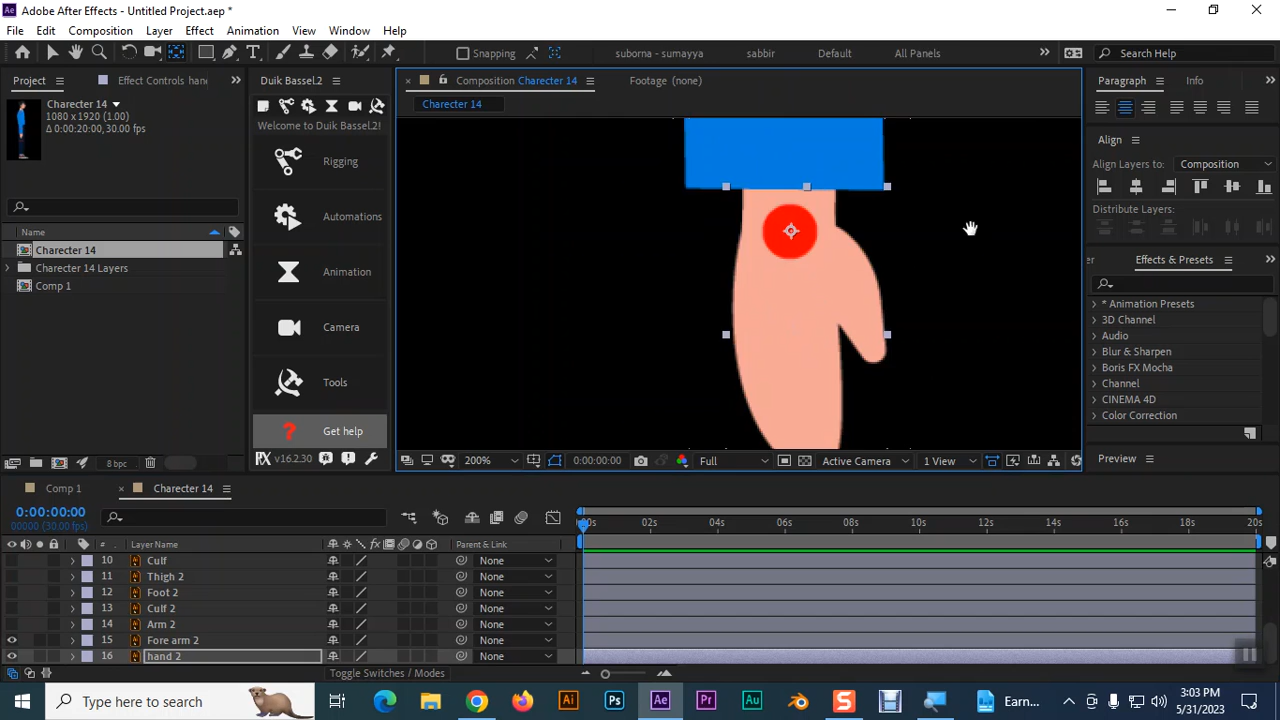 Adobe After Effects - Untitled Project.aep *
File Edit Composition Layer Effect Animation View Window Help
Snapping suborna - sumayya sabbir Default All Panels Search Help
Project Effect Controls hand
Charecter 14
1080 x 1920 (1.00)
Δ 0:00:20:00, 30.00 fps
Name
Charecter 14
Charecter 14 Layers
Comp 1
8 bpc
Duik Bassel.2
Welcome to Duik Bassel.2!
Rigging
Automations
Animation
Camera
Tools
Get help
v16.2.30
Composition Charecter 14 Footage (none)
Charecter 14
200% 0:00:00:00 Full Active Camera 1 View
Paragraph Info
Align
Align Layers to: Composition
Distribute Layers:
Effects & Presets
* Animation Presets
3D Channel
Audio
Blur & Sharpen
Boris FX Mocha
Channel
CINEMA 4D
Color Correction
Preview
Comp 1 Charecter 14
0:00:00:00
00000 (30.00 fps)
02s 04s 06s 08s 10s 12s 14s 16s 18s 20s
# Layer Name Parent & Link
10 Culf None
11 Thigh 2 None
12 Foot 2 None
13 Culf 2 None
14 Arm 2 None
15 Fore arm 2 None
16 hand 2 None
Toggle Switches / Modes
Type here to search
Earn...
3:03 PM
5/31/2023